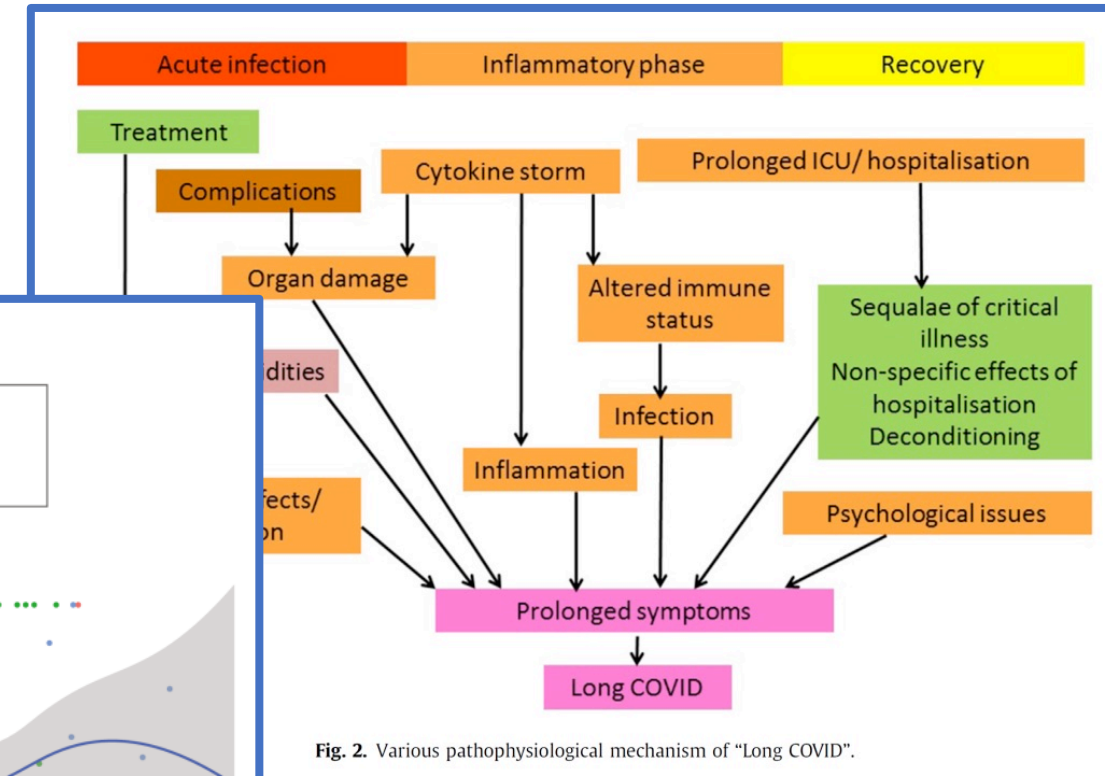 Acute infection
Inflammatory phase
Recovery
Treatment
Cytokine storm
Prolonged ICU/ hospitalisation
Complications
Organ damage
Altered immune
status
Sequalae of critical
illness
Non-specific effects of
hospitalisation
Deconditioning
Infection
Inflammation
Psychological issues
Prolonged symptoms
Long COVID
Fig. 2. Various pathophysiological mechanism of “Long COVID”.